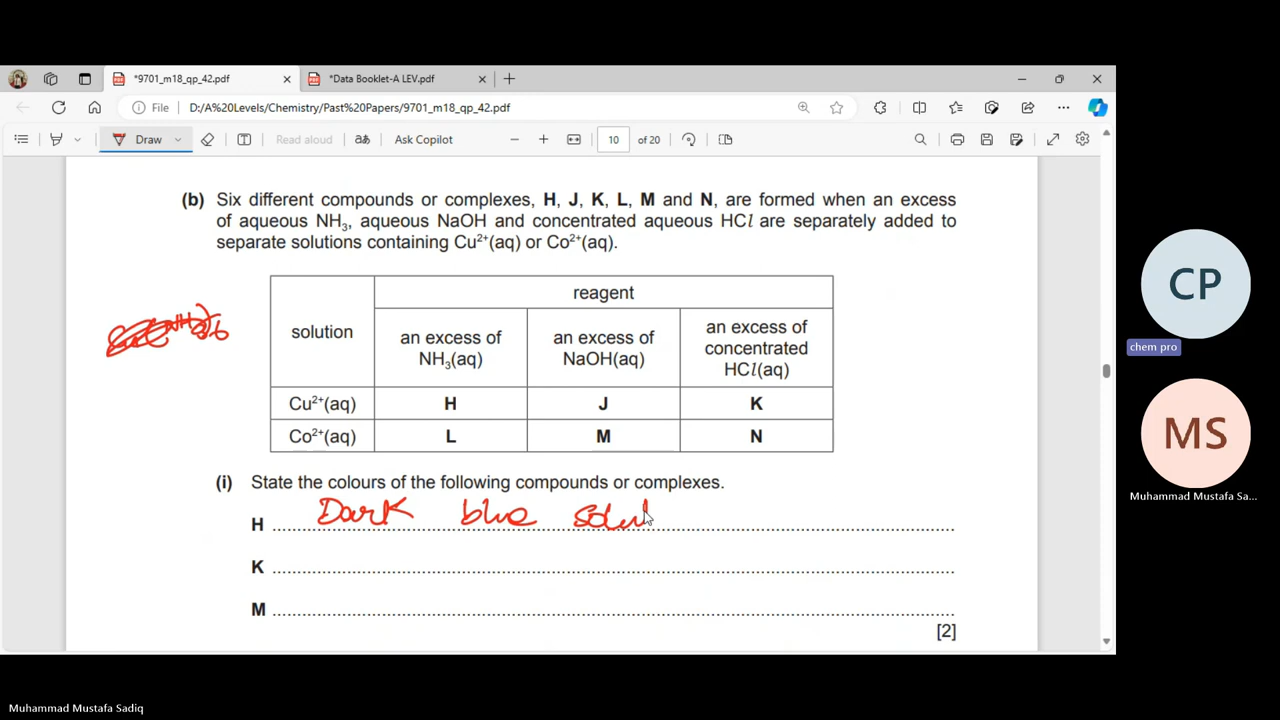 *9701_m18_qp_42.pdf
*Data Booklet-A LEV.pdf
File D:/A%20Levels/Chemistry/Past%20Papers/9701_m18_qp_42.pdf
Draw Read aloud aあ Ask Copilot 10 of 20
(b) Six different compounds or complexes, H, J, K, L, M and N, are formed when an excess
of aqueous NH₃, aqueous NaOH and concentrated aqueous HCl are separately added to
separate solutions containing Cu²⁺(aq) or Co²⁺(aq).
reagent
solution
an excess of
NH₃(aq)
an excess of
NaOH(aq)
an excess of
concentrated
HCl(aq)
Cu²⁺(aq) H J K
Co²⁺(aq) L M N
(i) State the colours of the following compounds or complexes.
H Dark blue
K
M
[2]
CP
chem pro
MS
Muhammad Mustafa Sa...
Muhammad Mustafa Sadiq